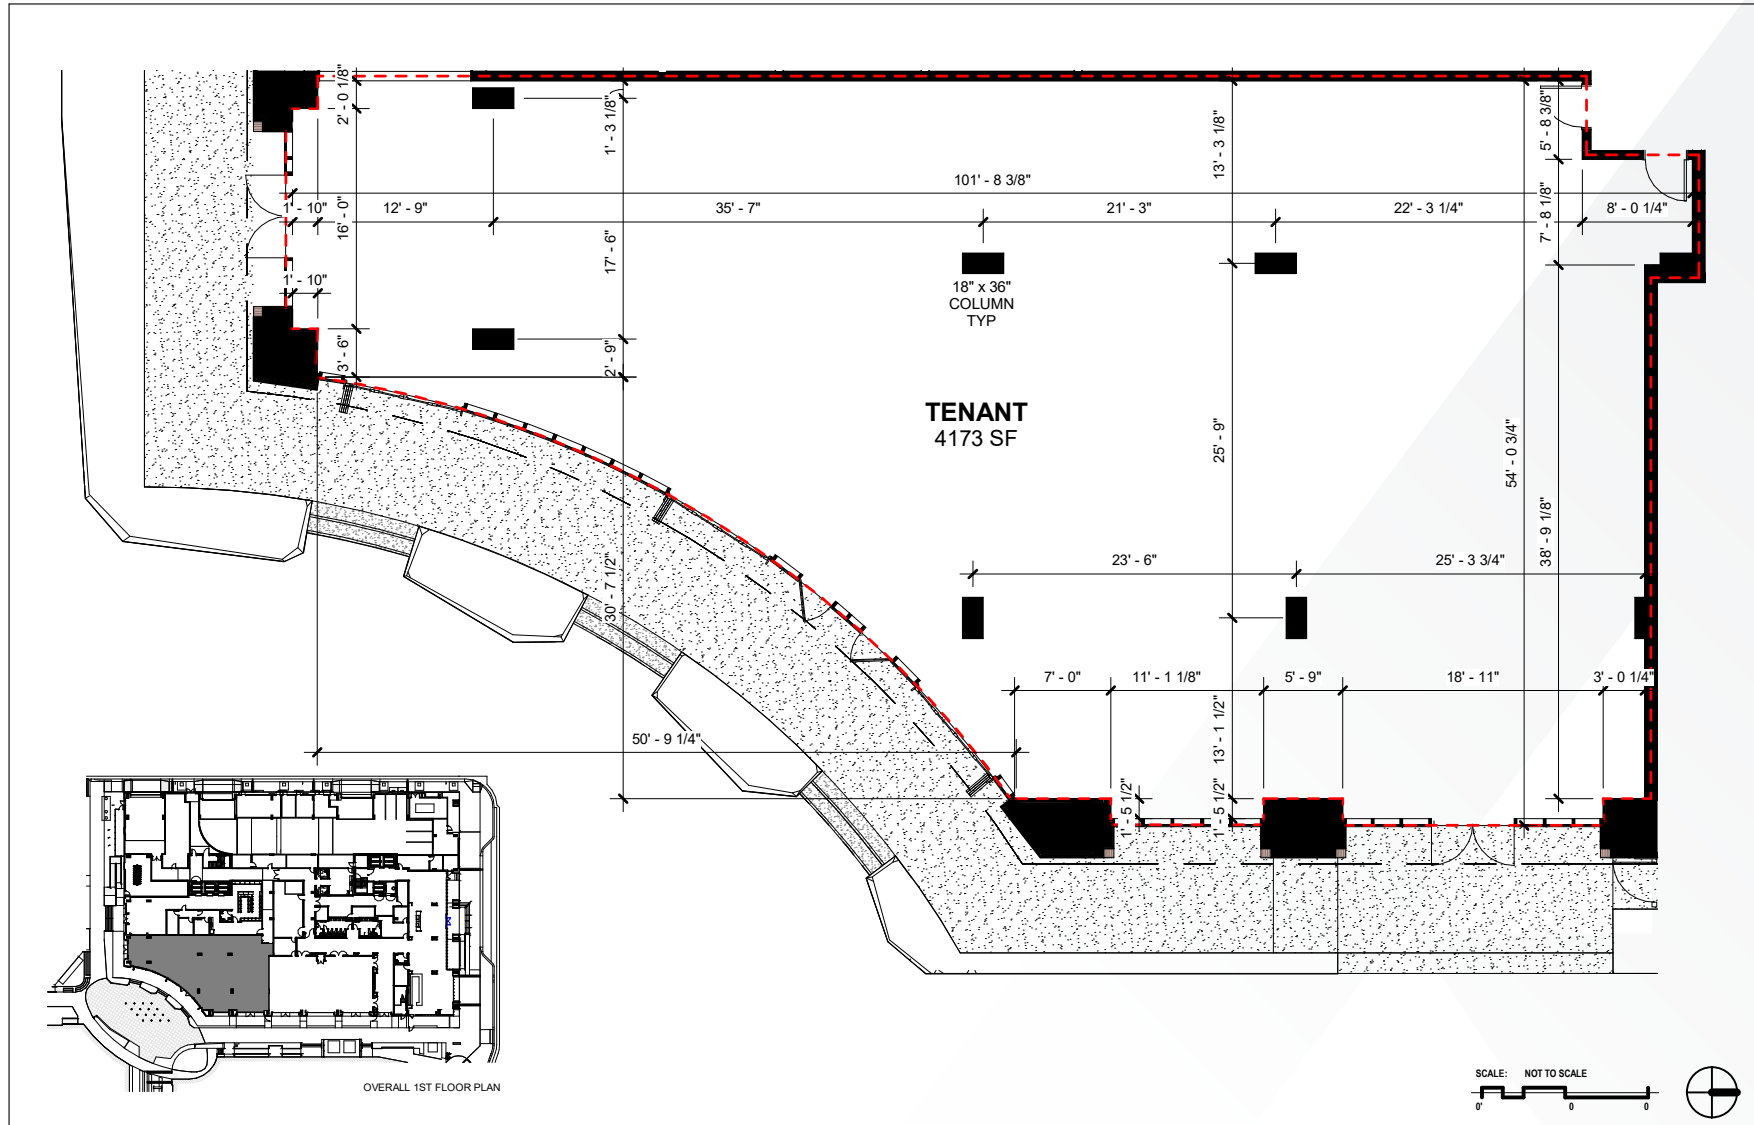 2' - 0 1/8"
1' - 3 1/8"
13' - 3 1/8"
5' - 8 3/8"
101' - 8 3/8"
1' - 10"
12' - 9"
35' - 7"
21' - 3"
22' - 3 1/4"
8' - 0 1/4"
16' - 0"
17' - 6"
7' - 8 1/8"
1' - 10"
18" x 36"
COLUMN
TYP
3' - 6"
2' - 9"
TENANT
4173 SF
25' - 9"
54' - 0 3/4"
38' - 9 1/8"
30' - 7 1/2"
23' - 6"
25' - 3 3/4"
7' - 0"
11' - 1 1/8"
5' - 9"
18' - 11"
3' - 0 1/4"
13' - 1 1/2"
50' - 9 1/4"
1' - 5 1/2"
1' - 5 1/2"
OVERALL 1ST FLOOR PLAN
SCALE: NOT TO SCALE
0' 0 0